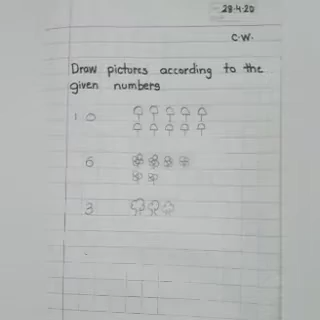 28.4.20
C.W.
Draw pictures according to the
given numbers
10
6
3